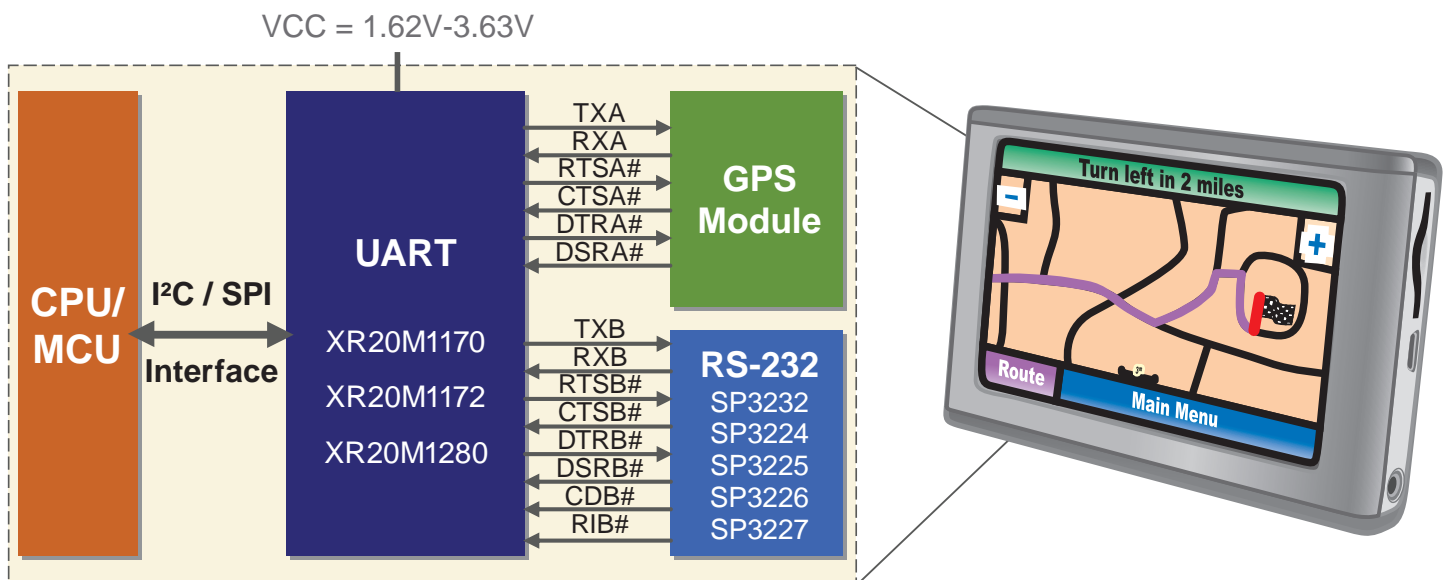 VCC = 1.62V-3.63V
CPU/
MCU
I²C / SPI
Interface
UART
XR20M1170
XR20M1172
XR20M1280
TXA
RXA
RTSA#
CTSA#
DTRA#
DSRA#
GPS
Module
TXB
RXB
RTSB#
CTSB#
DTRB#
DSRB#
CDB#
RIB#
RS-232
SP3232
SP3224
SP3225
SP3226
SP3227
Turn left in 2 miles
-
+
Route
Main Menu